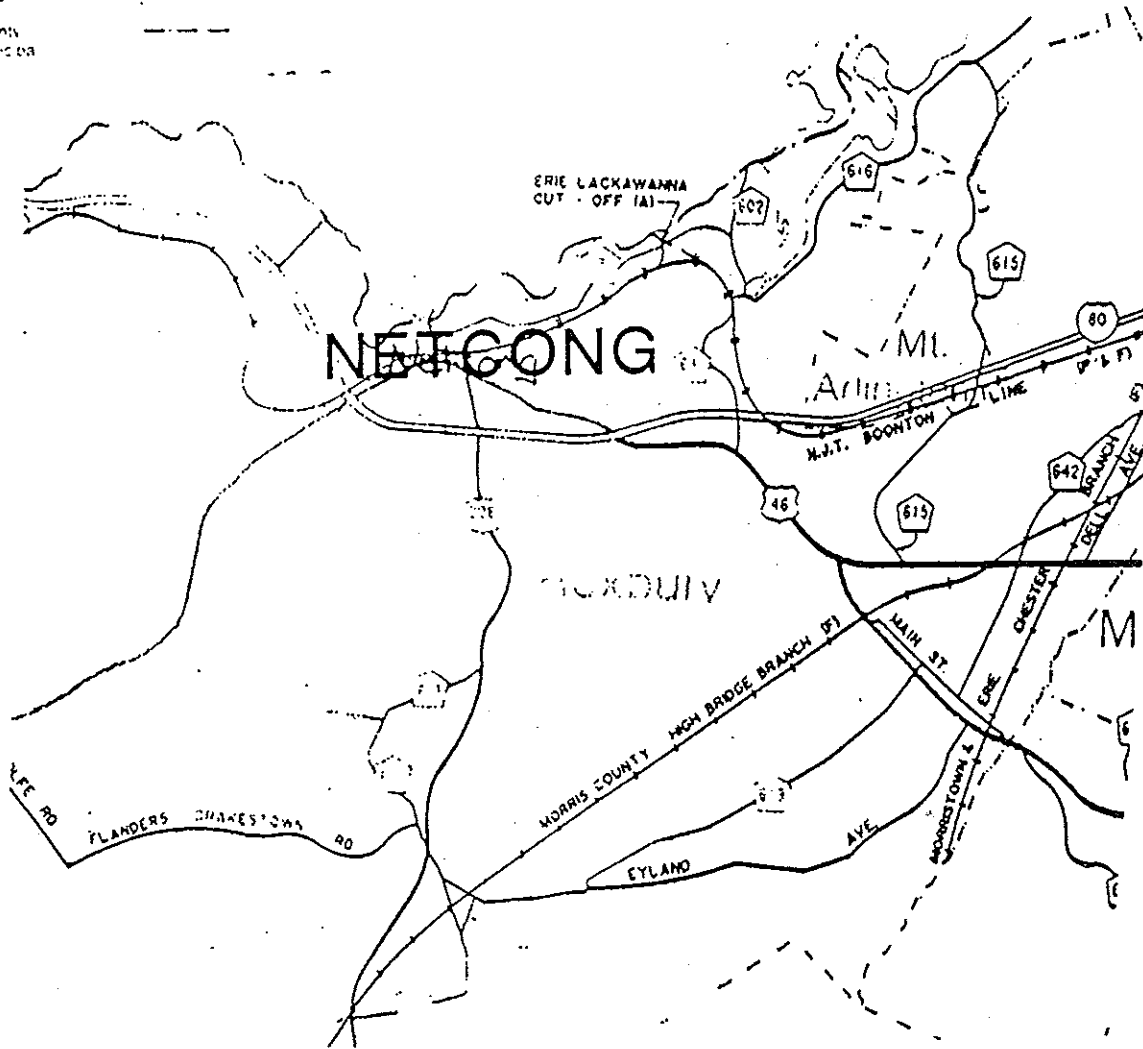 ERIE LACKAWANNA
CUT - OFF (A)
616
602
615
80
NETCONG
Mt.
LINE
N.J.T. BOONTON
642
BRANCH
AVE
DELL
46
615
CHESTER
M
MAIN ST.
MORRIS COUNTY HIGH BRIDGE BRANCH (F)
ERIE
MORRISTOWN &
RD
FLANDERS DRAKESTOWN RD
EYLAND AVE.